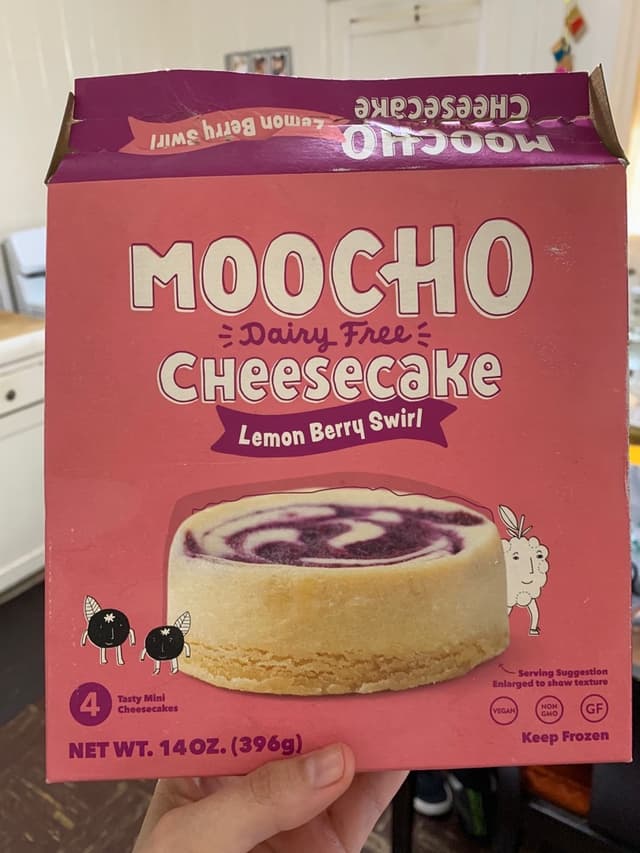 MOOCHO
Cheesecake
Lemon Berry Swirl
MOOCHO
Dairy Free
Cheesecake
Lemon Berry Swirl
Serving Suggestion
Enlarged to show texture
4
Tasty Mini
Cheesecakes
VEGAN
NON
GMO
GF
NET WT. 14OZ. (396g)
Keep Frozen